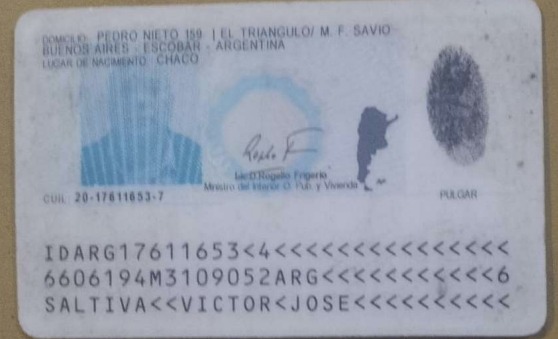 DOMICILIO: PEDRO NIETO 159 | EL TRIANGULO/ M. F. SAVIO
BUENOS AIRES - ESCOBAR - ARGENTINA
LUGAR DE NACIMIENTO: CHACO
Lic. D. Rogelio Frigerio
Ministro del Interior O. Púb. y Vivienda
CUIL: 20-17611653-7
PULGAR
IDARG17611653<4<<<<<<<<<<<<<<<
6606194M3109052ARG<<<<<<<<<<<6
SALTIVA<<VICTOR<JOSE<<<<<<<<<<